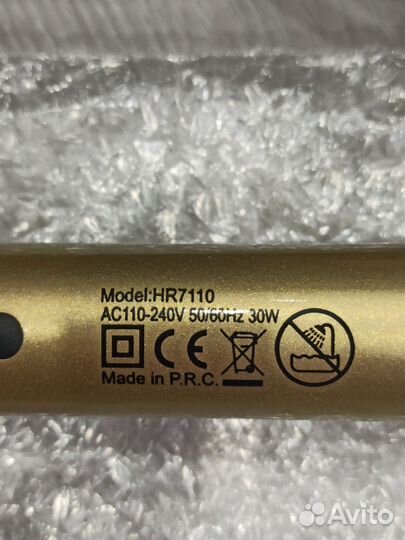 Model:HR7110
AC110-240V 50/60Hz 30W
CE
Made in P.R.C.
Avito